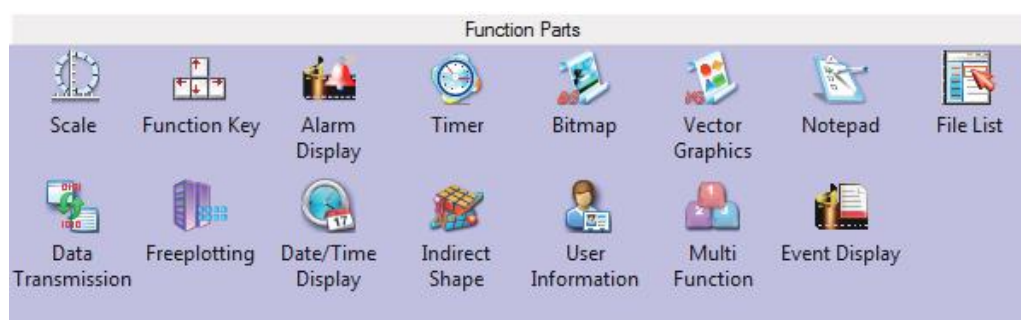 Function Parts
Scale
Function Key
Alarm
Display
Timer
Bitmap
Vector
Graphics
Notepad
File List
Data
Transmission
Freeplotting
Date/Time
Display
Indirect
Shape
User
Information
Multi
Function
Event Display